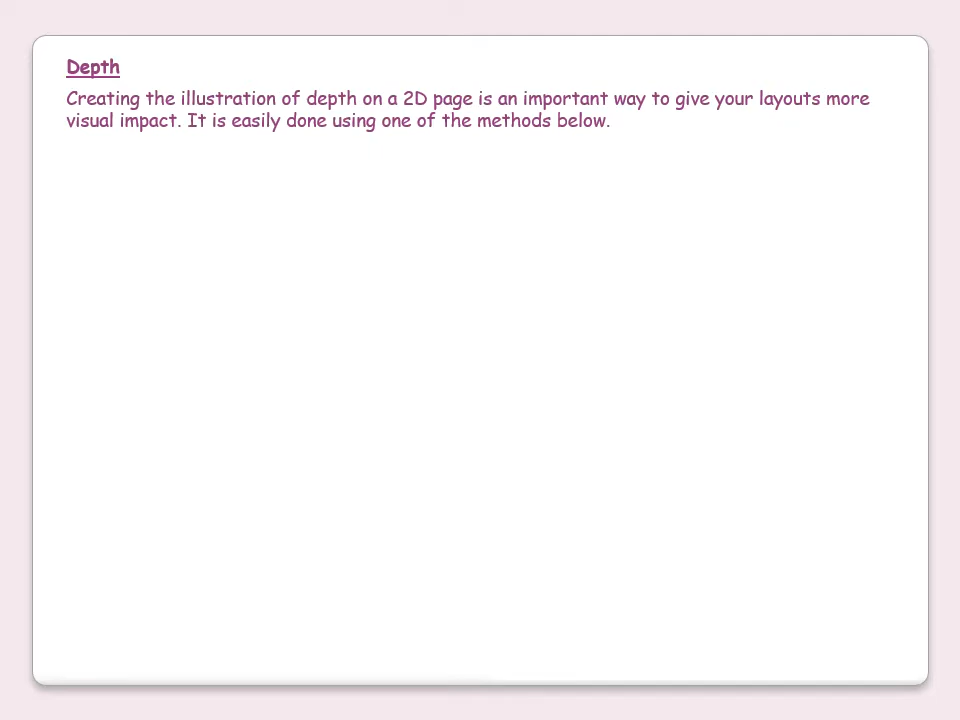 Depth
Creating the illustration of depth on a 2D page is an important way to give your layouts more
visual impact. It is easily done using one of the methods below.